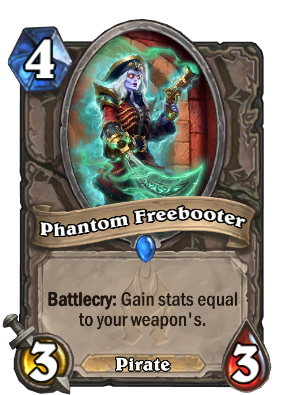 4
Phantom Freebooter
Battlecry: Gain stats equal
to your weapon's.
3
Pirate
3